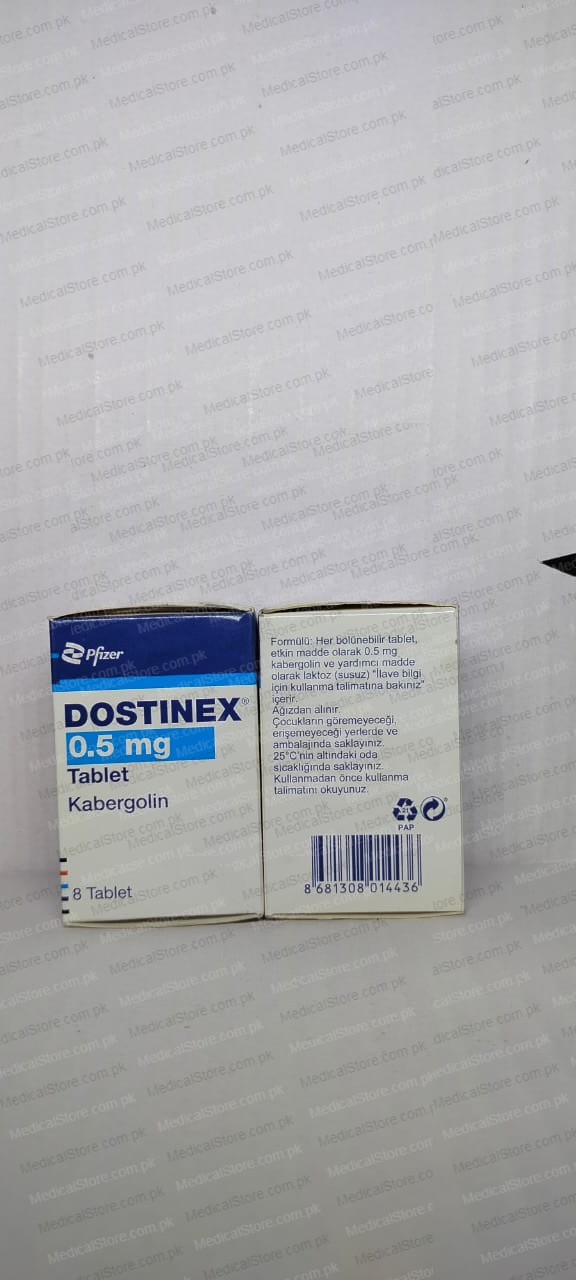 Pfizer
DOSTINEX®
0.5 mg
Tablet
Kabergolin
8 Tablet
Formülü: Her bölünebilir tablet,
etkin madde olarak 0.5 mg
kabergolin ve yardımcı madde
olarak laktoz (susuz) "İlave bilgi
için kullanma talimatına bakınız"
içerir.
Ağızdan alınır.
Çocukların göremeyeceği,
erişemeyeceği yerlerde ve
ambalajında saklayınız.
25°C'nin altındaki oda
sıcaklığında saklayınız.
Kullanmadan önce kullanma
talimatını okuyunuz.
21
PAP
8 681308 014436
MedicalStore.com.pk